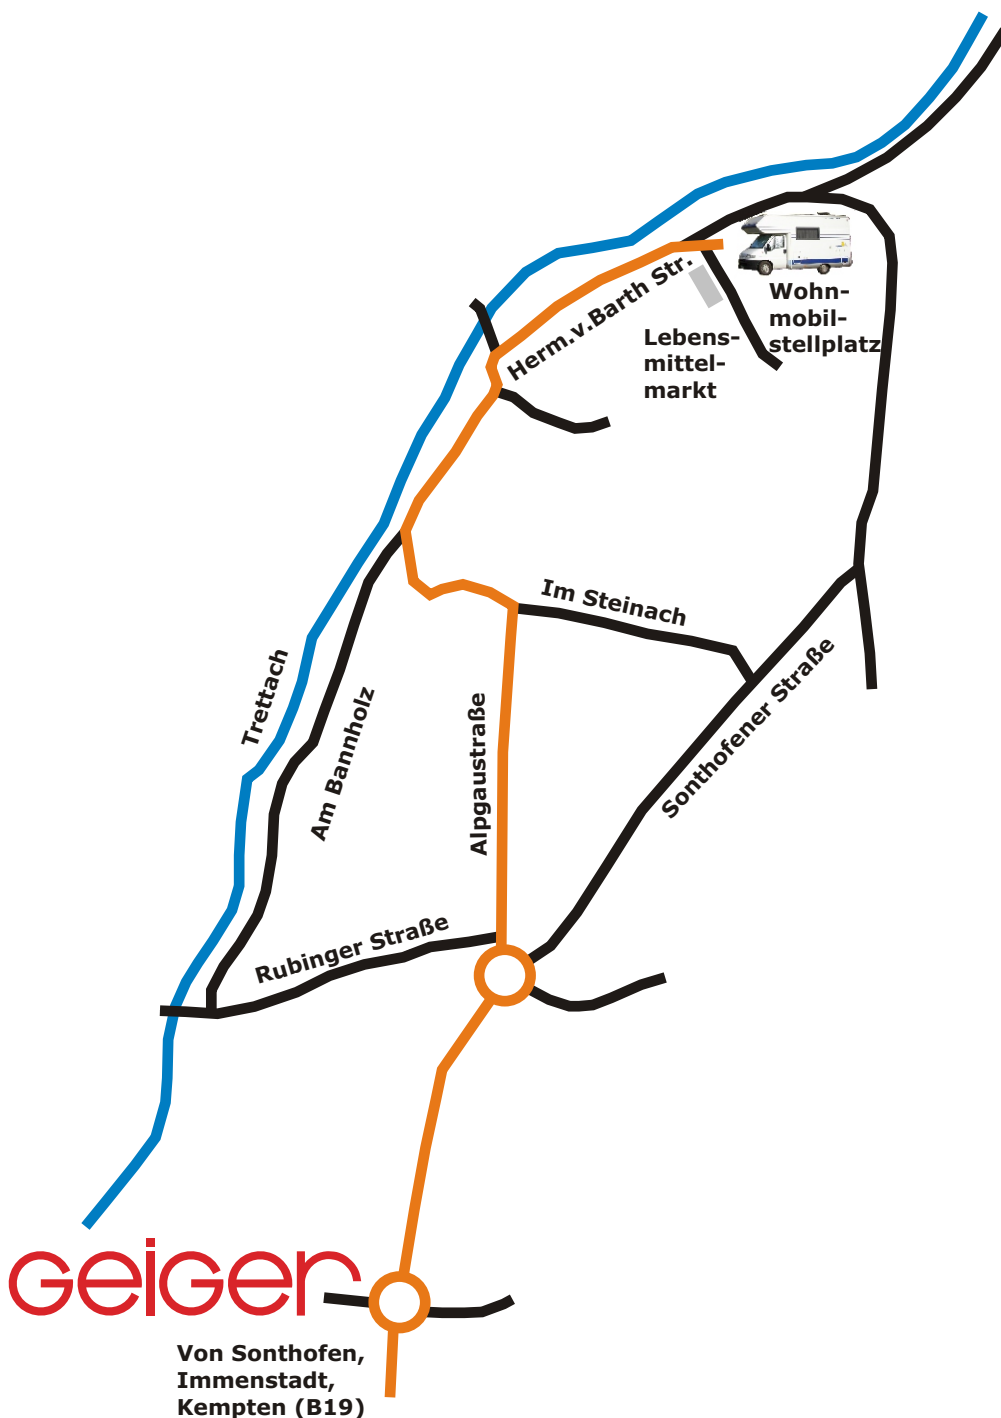 Herm.v.Barth Str.
Wohn-
mobil-
stellplatz
Lebens-
mittel-
markt
Im Steinach
Trettach
Am Bannholz
Alpgaustraße
Sonthofener Straße
Rubinger Straße
GEIGER
Von Sonthofen,
Immenstadt,
Kempten (B19)